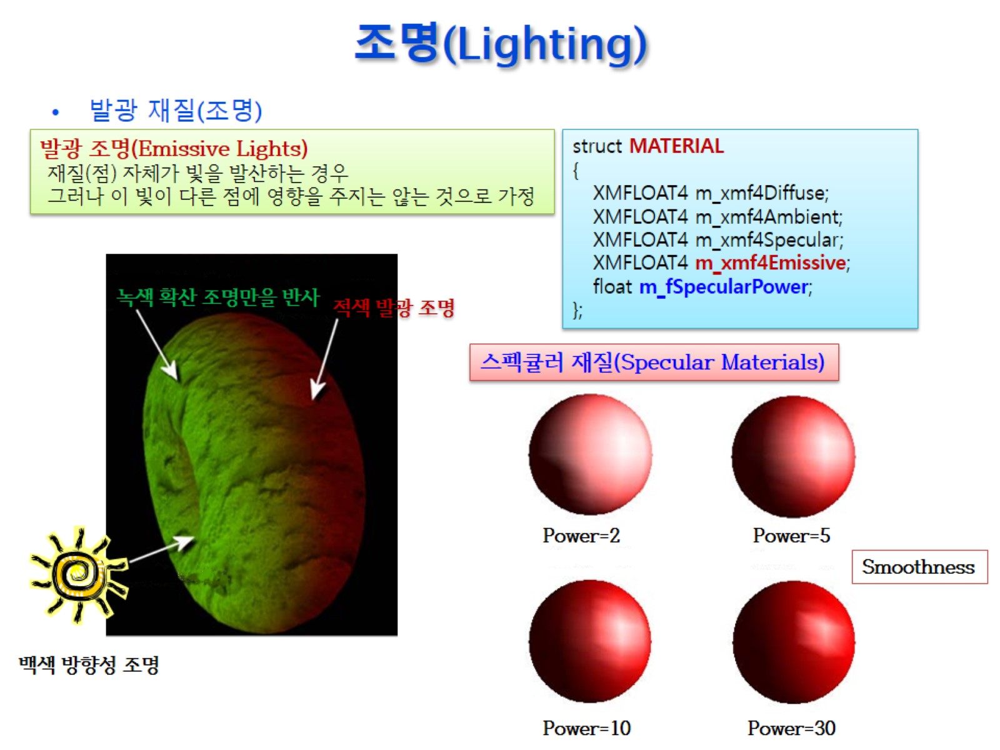 조명(Lighting)
• 발광 재질(조명)
발광 조명(Emissive Lights)
재질(점) 자체가 빛을 발산하는 경우
그러나 이 빛이 다른 점에 영향을 주지는 않는 것으로 가정
struct MATERIAL
{
XMFLOAT4 m_xmf4Diffuse;
XMFLOAT4 m_xmf4Ambient;
XMFLOAT4 m_xmf4Specular;
XMFLOAT4 m_xmf4Emissive;
float m_fSpecularPower;
};
녹색 확산 조명만을 반사
적색 발광 조명
백색 방향성 조명
스펙큘러 재질(Specular Materials)
Power=2
Power=5
Smoothness
Power=10
Power=30